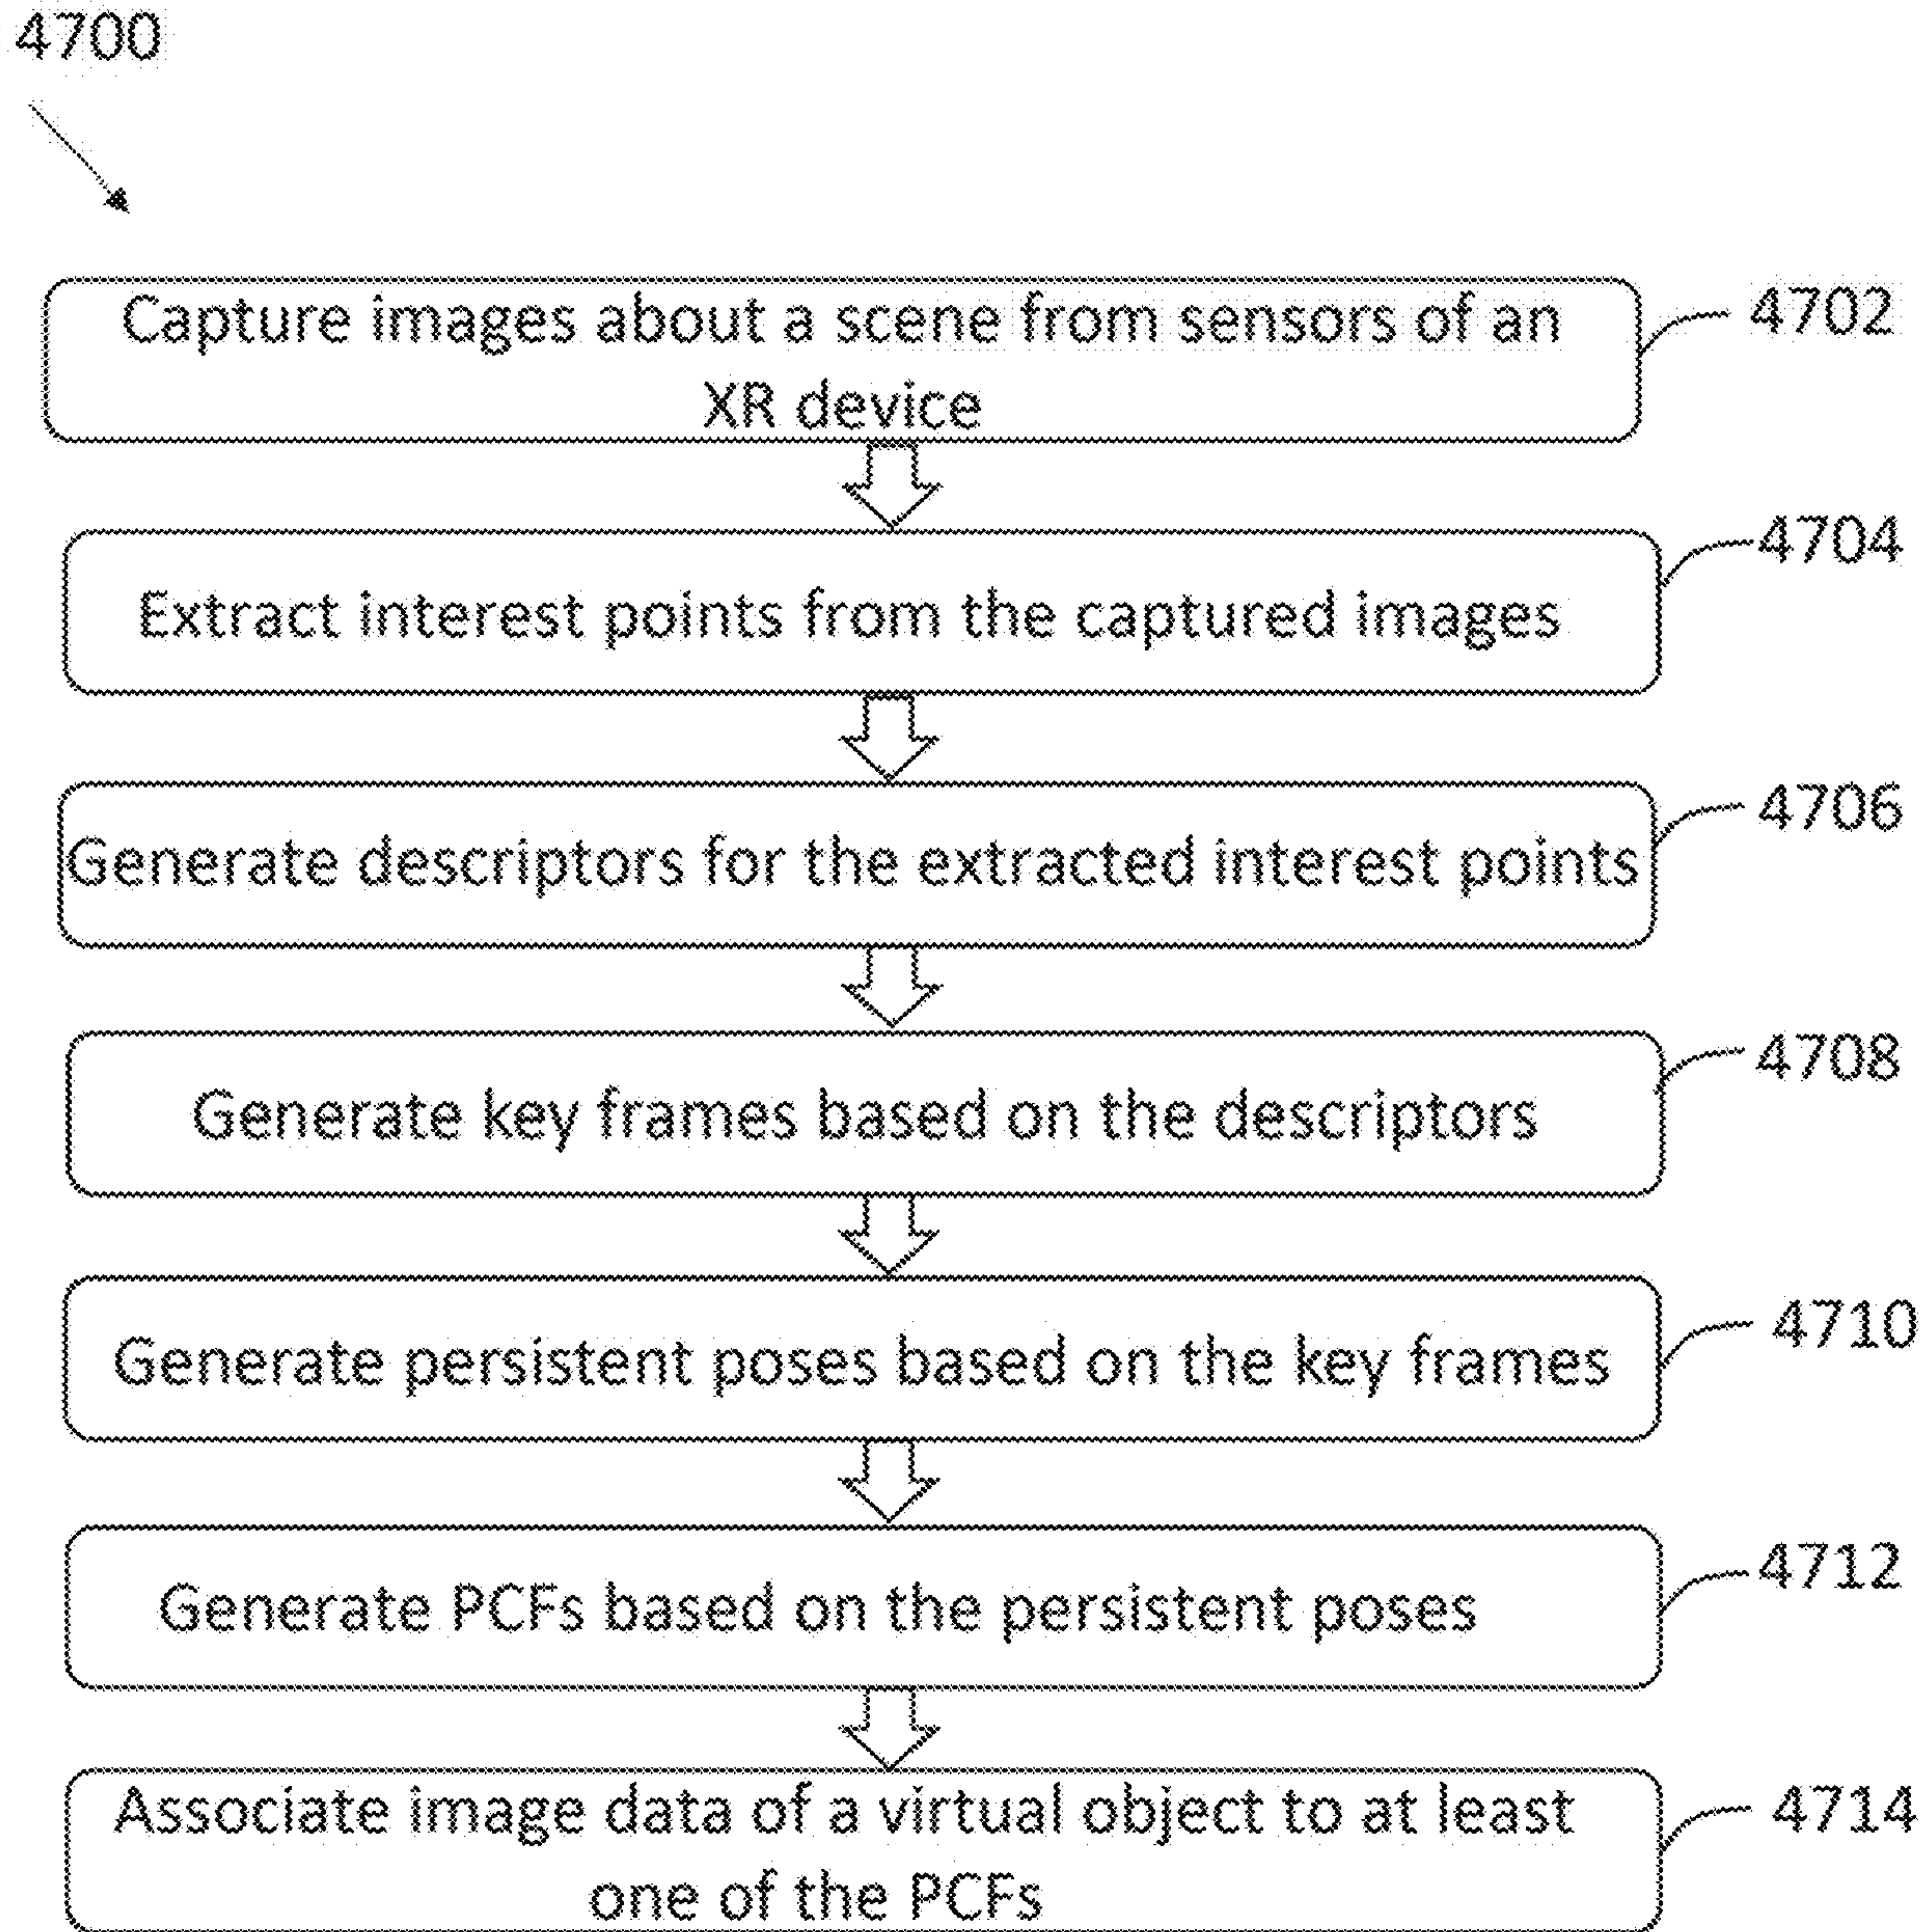 4700
Capture images about a scene from sensors of an
XR device
4702
Extract interest points from the captured images
4704
Generate descriptors for the extracted interest points
4706
Generate key frames based on the descriptors
4708
Generate persistent poses based on the key frames
4710
Generate PCFs based on the persistent poses
4712
Associate image data of a virtual object to at least
one of the PCFs
4714